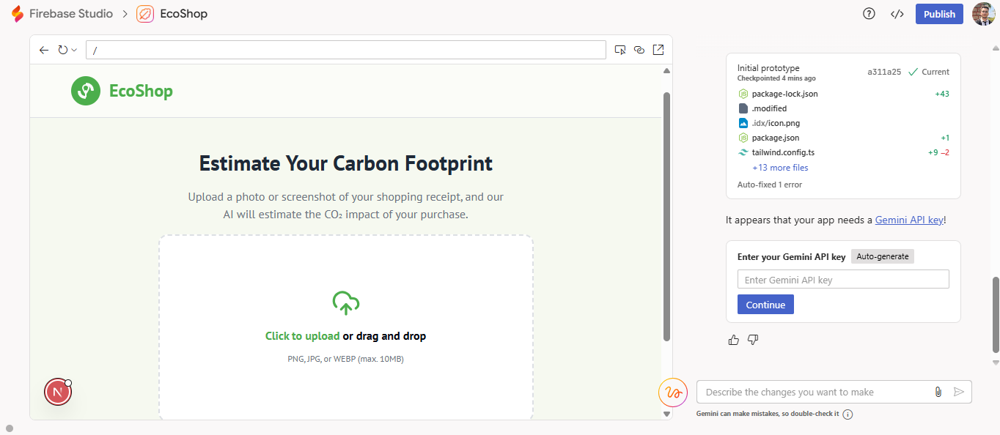 Firebase Studio > EcoShop
Publish
/
EcoShop
Estimate Your Carbon Footprint
Upload a photo or screenshot of your shopping receipt, and our
AI will estimate the CO₂ impact of your purchase.
Click to upload or drag and drop
PNG, JPG, or WEBP (max. 10MB)
N
Initial prototype
Checkpointed 4 mins ago
a311a25 Current
package-lock.json +43
.modified
.idx/icon.png
package.json +1
tailwind.config.ts +9 –2
+13 more files
Auto-fixed 1 error
It appears that your app needs a Gemini API key!
Enter your Gemini API key Auto-generate
Enter Gemini API key
Continue
Describe the changes you want to make
Gemini can make mistakes, so double-check it